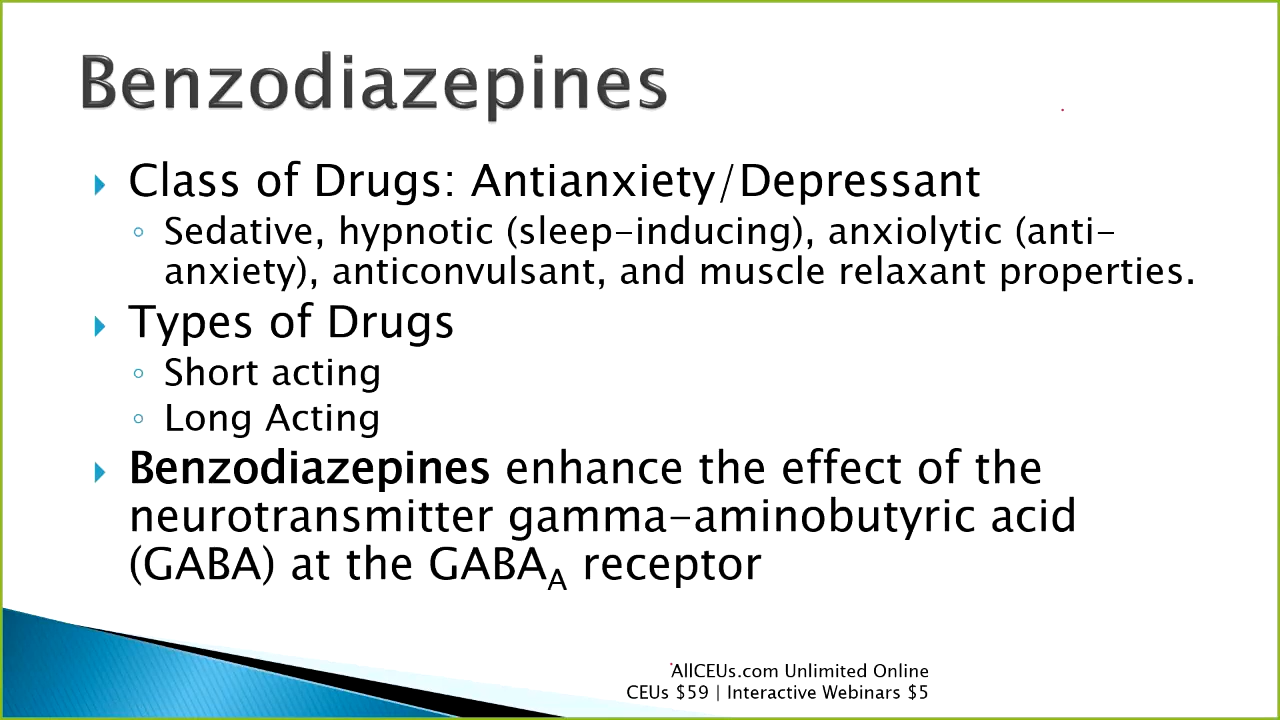 Benzodiazepines
Class of Drugs: Antianxiety/Depressant
Sedative, hypnotic (sleep-inducing), anxiolytic (anti-
anxiety), anticonvulsant, and muscle relaxant properties.
Types of Drugs
Short acting
Long Acting
Benzodiazepines enhance the effect of the
neurotransmitter gamma-aminobutyric acid
(GABA) at the GABAA receptor
AllCEUs.com Unlimited Online
CEUs $59 | Interactive Webinars $5